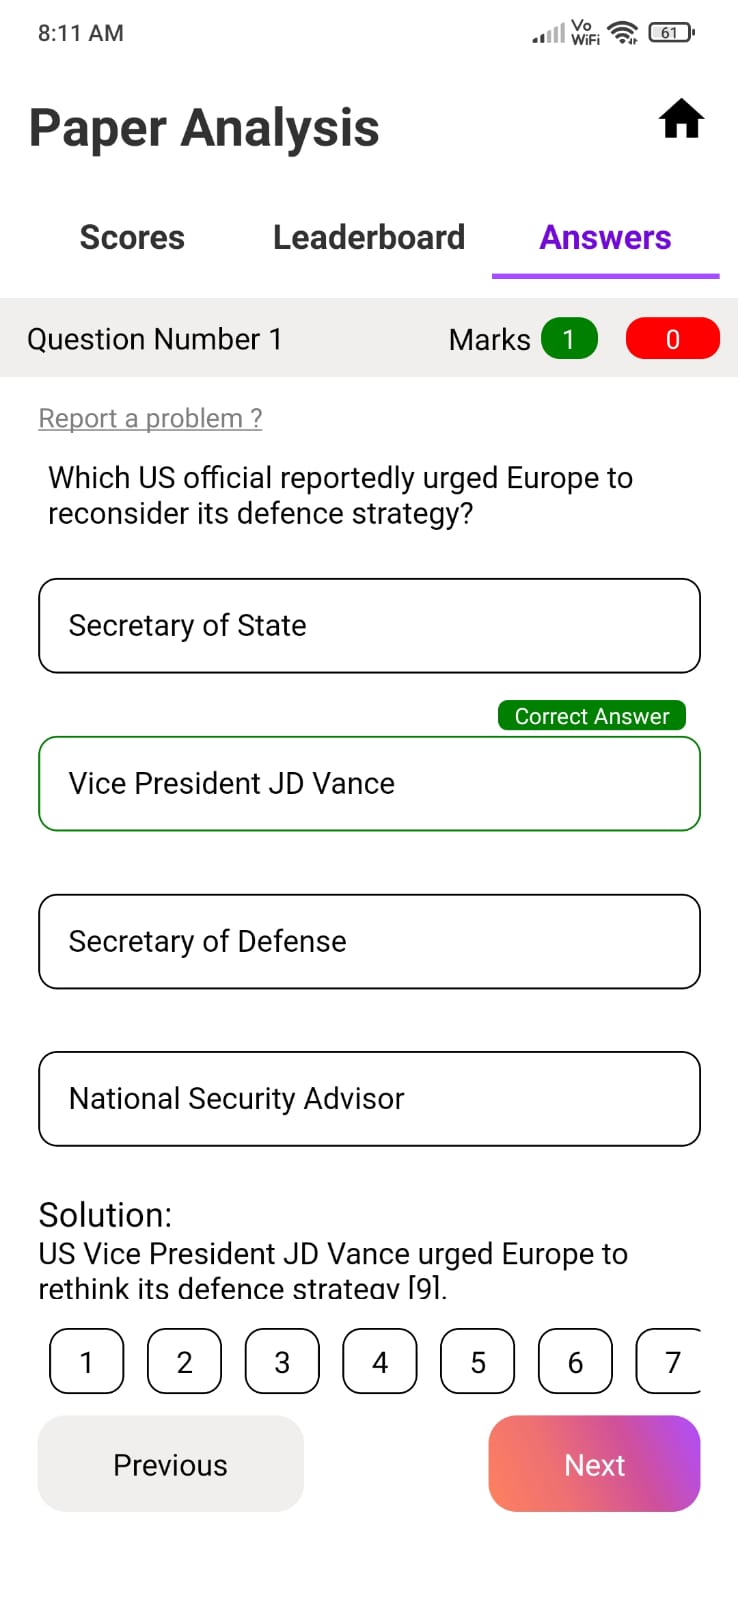 8:11 AM
Vo
WiFi
61
Paper Analysis
Scores Leaderboard Answers
Question Number 1 Marks 1 0
Report a problem ?
Which US official reportedly urged Europe to
reconsider its defence strategy?
Secretary of State
Correct Answer
Vice President JD Vance
Secretary of Defense
National Security Advisor
Solution:
US Vice President JD Vance urged Europe to
rethink its defence strategy [9].
1 2 3 4 5 6 7
Previous Next